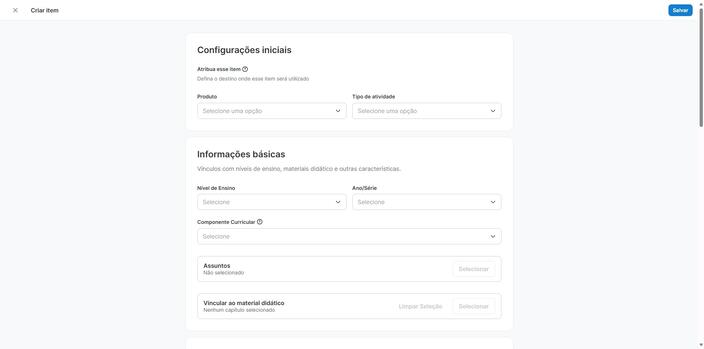 Criar item
Salvar
Configurações iniciais
Atribua esse item
Defina o destino onde esse item será utilizado
Produto
Tipo de atividade
Selecione uma opção
Selecione uma opção
Informações básicas
Vínculos com níveis de ensino, materiais didático e outras características.
Nível de Ensino
Ano/Série
Selecione
Selecione
Componente Curricular
Selecione
Assuntos
Não selecionado
Selecionar
Vincular ao material didático
Nenhum capítulo selecionado
Limpar Seleção
Selecionar